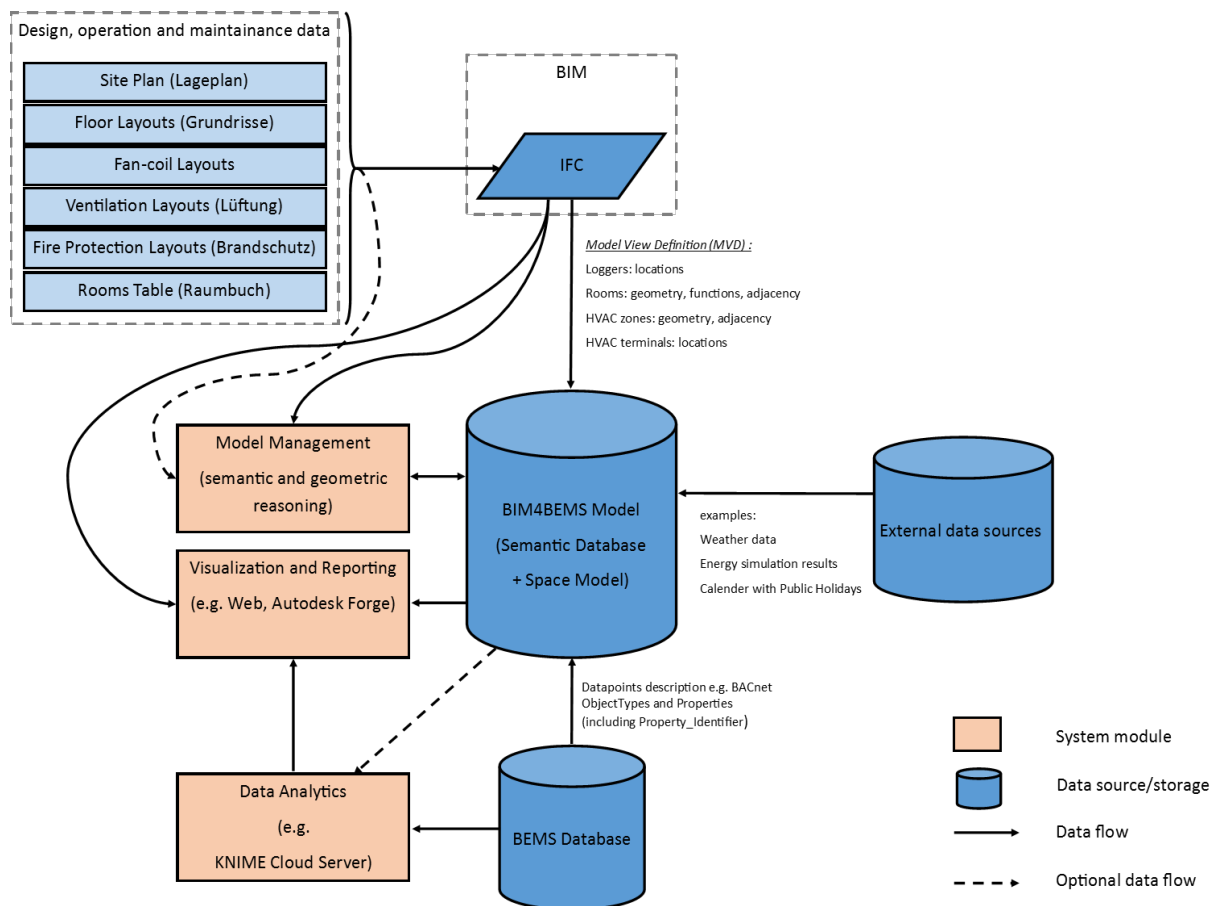 Design, operation and maintainance data
Site Plan (Lageplan)
Floor Layouts (Grundrisse)
Fan-coil Layouts
Ventilation Layouts (Lüftung)
Fire Protection Layouts (Brandschutz)
Rooms Table (Raumbuch)
BIM
IFC
Model View Definition (MVD) :
Loggers: locations
Rooms: geometry, functions, adjacency
HVAC zones: geometry, adjacency
HVAC terminals: locations
Model Management
(semantic and geometric
reasoning)
Visualization and Reporting
(e.g. Web, Autodesk Forge)
BIM4BEMS Model
(Semantic Database
+ Space Model)
examples:
Weather data
Energy simulation results
Calender with Public Holidays
External data sources
Datapoints description e.g. BACnet
ObjectTypes and Properties
(including Property_Identifier)
Data Analytics
(e.g.
KNIME Cloud Server)
BEMS Database
System module
Data source/storage
Data flow
Optional data flow